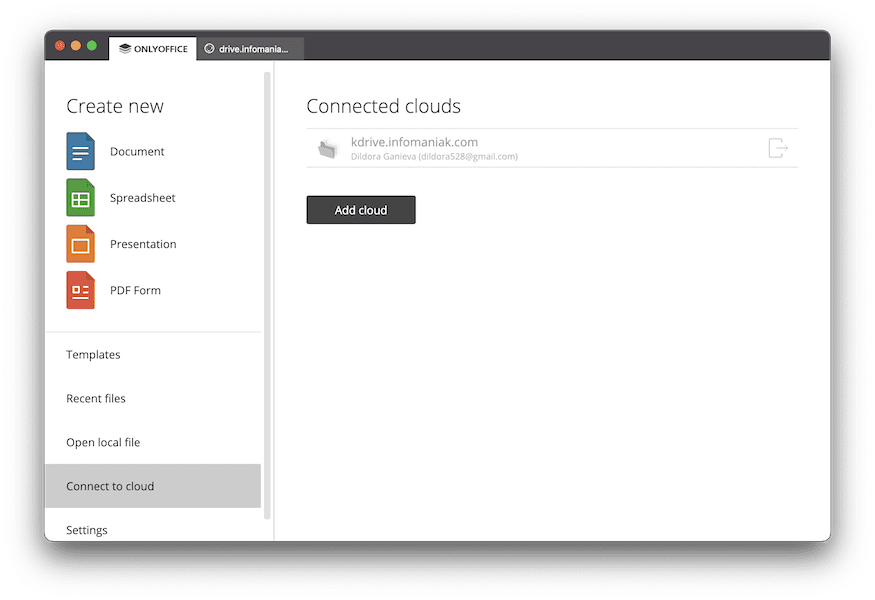 ONLYOFFICE
drive.infomania...
Create new
Document
Spreadsheet
Presentation
PDF Form
Templates
Recent files
Open local file
Connect to cloud
Settings
Connected clouds
kdrive.infomaniak.com
Dildora Ganieva (dildora528@gmail.com)
Add cloud